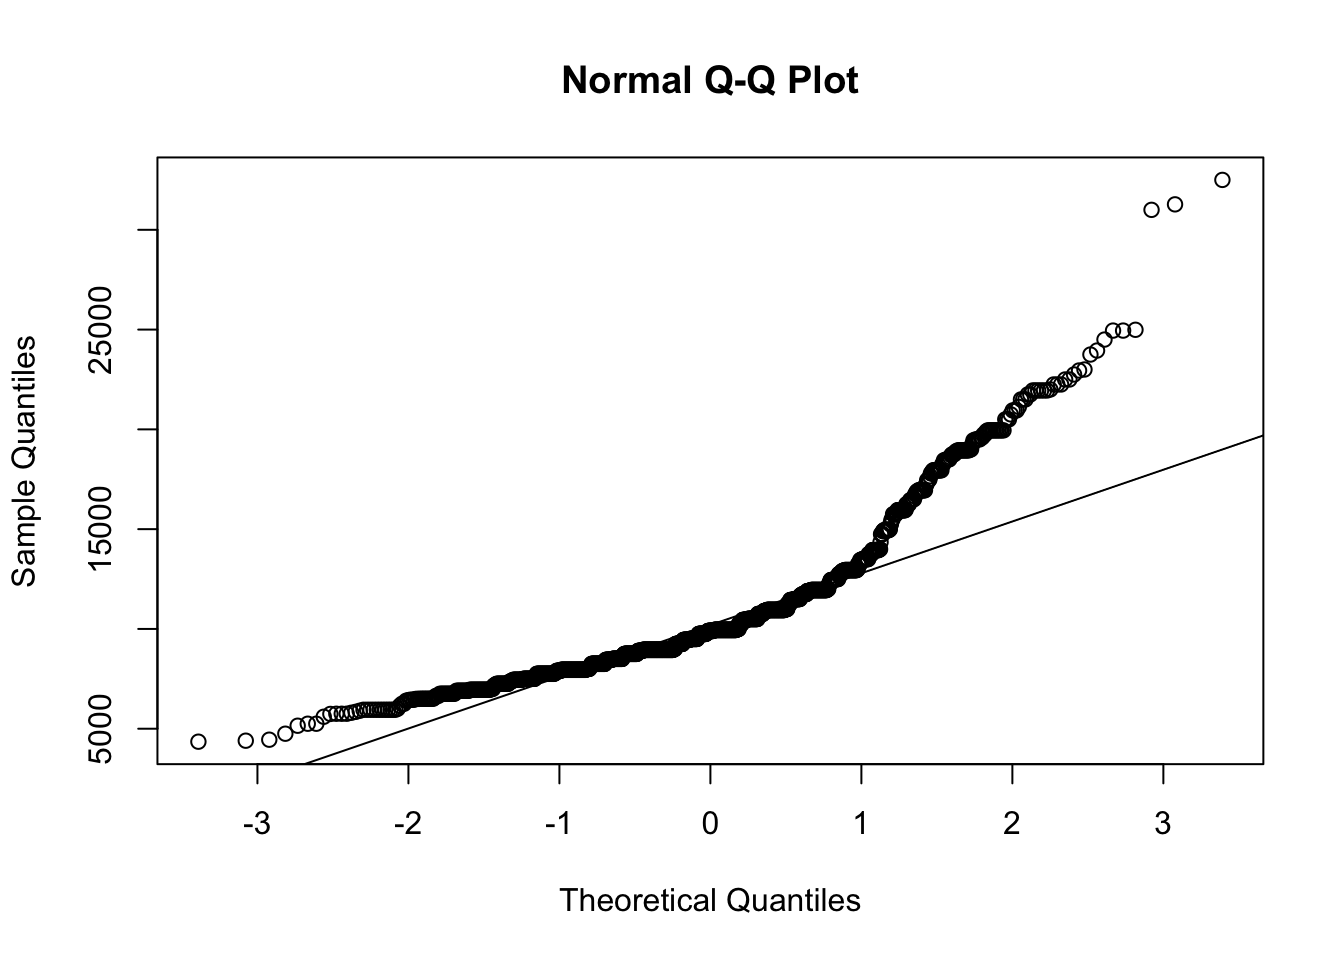 Normal Q-Q Plot
Sample Quantiles
25000
15000
5000
-3 -2 -1 0 1 2 3
Theoretical Quantiles